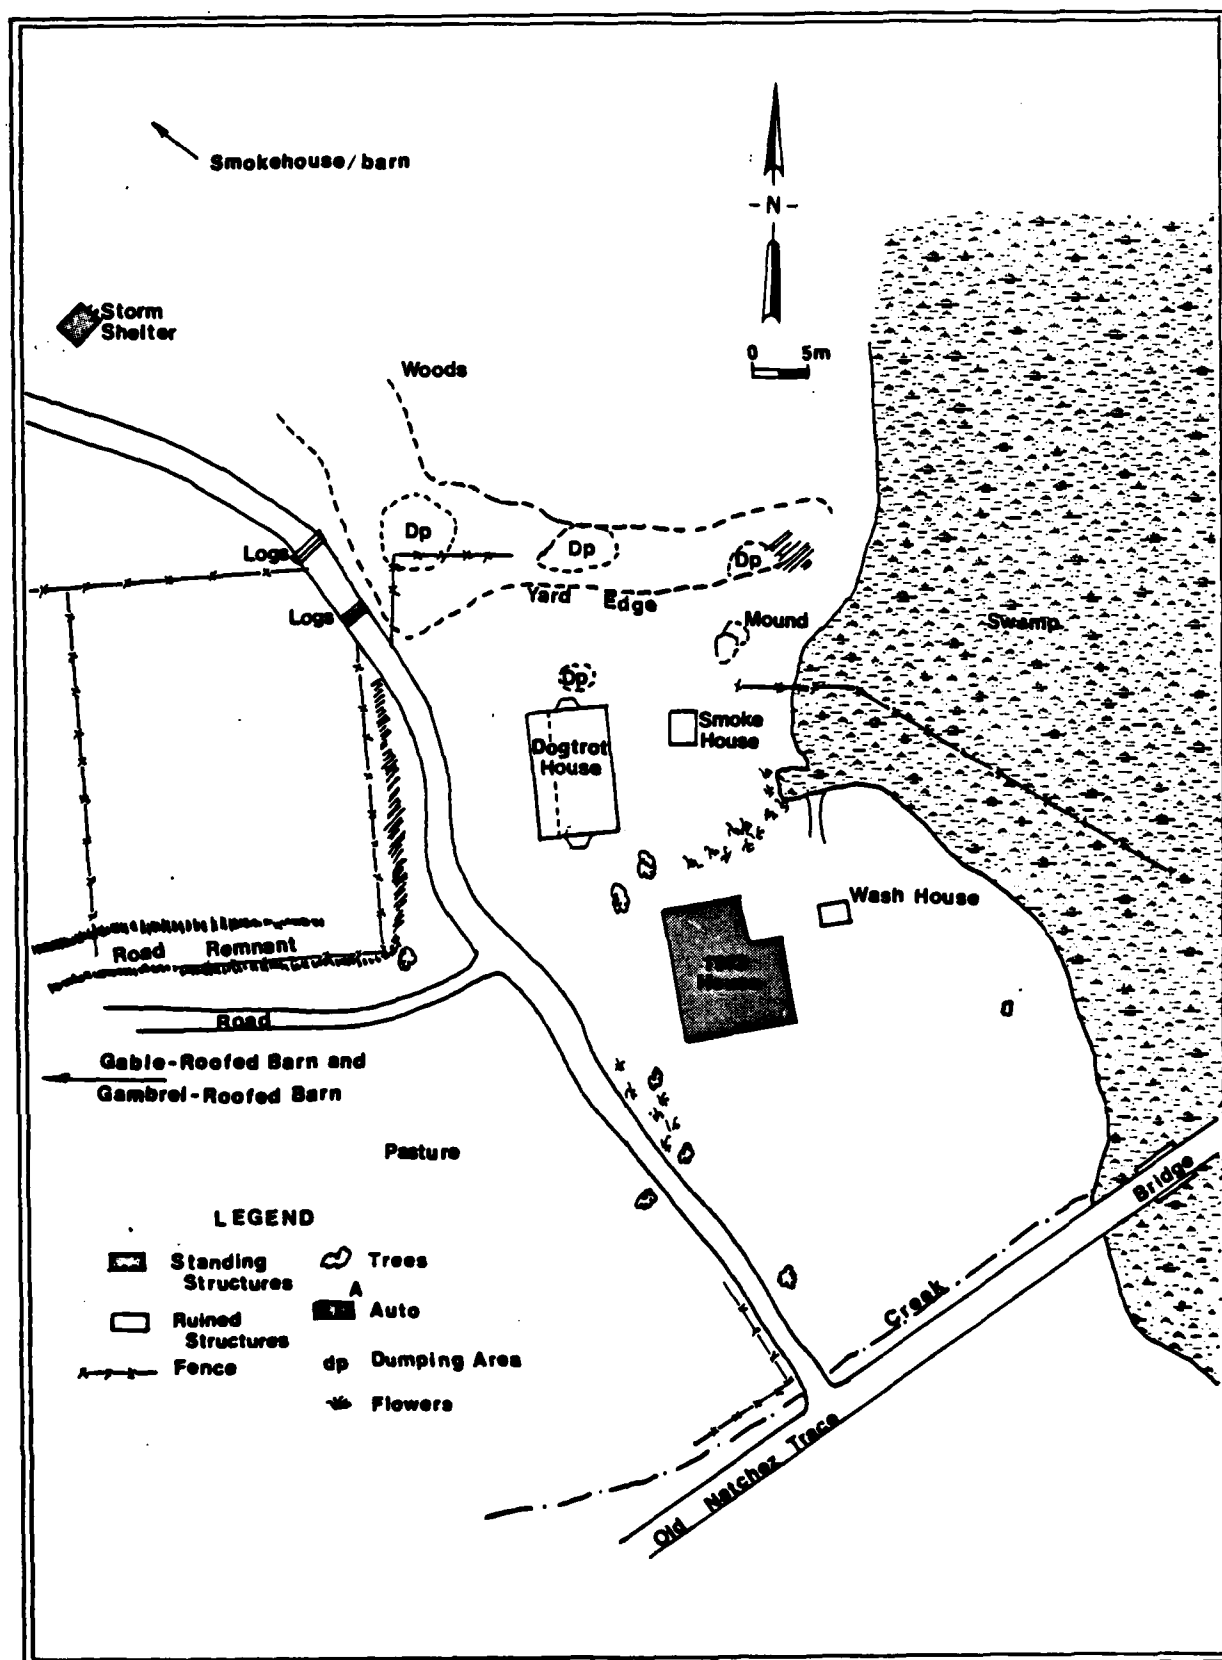 Smokehouse/barn
- N -
0 5m
Storm
Shelter
Woods
Dp
Dp
Dp
Logs
Yard Edge
Logs
Mound
Swamp
Dp
Smoke
House
Dogtrot
House
Wash House
House
Road Remnant
Road
Gable-Roofed Barn and
Gambrel-Roofed Barn
Pasture
Bridge
Creek
Old Natchez Trace
LEGEND
Standing
Structures
Trees
A
Auto
Ruined
Structures
Fence
dp Dumping Area
Flowers